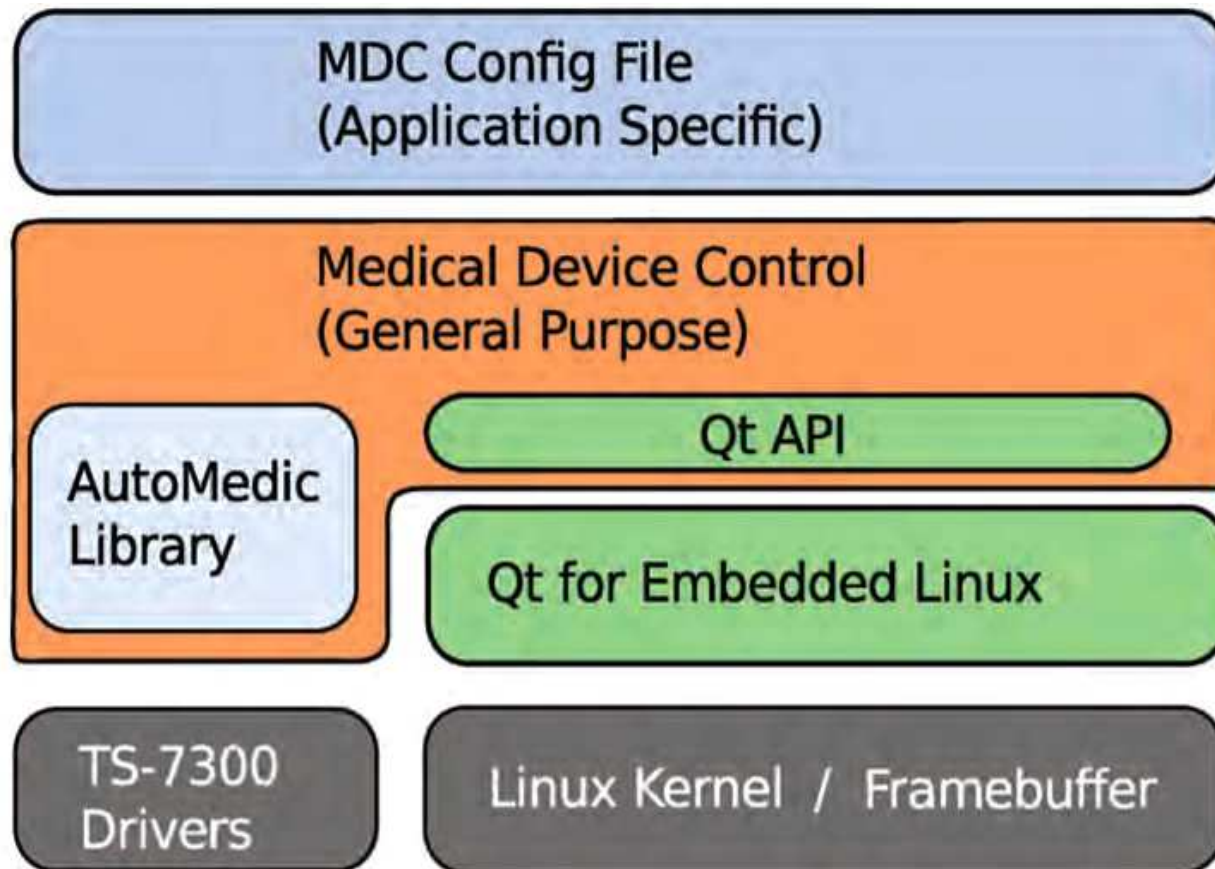 MDC Config File
(Application Specific)
Medical Device Control
(General Purpose)
Qt API
AutoMedic
Library
Qt for Embedded Linux
TS-7300
Drivers
Linux Kernel / Framebuffer